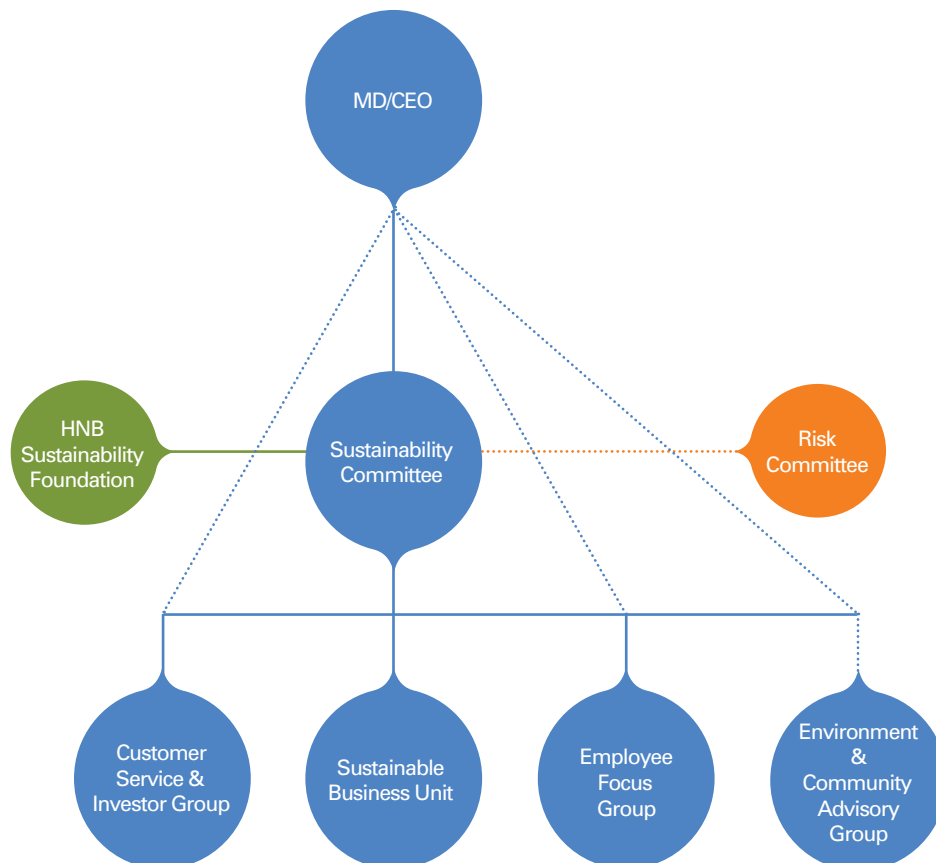 MD/CEO
HNB
Sustainability
Foundation
Sustainability
Committee
Risk
Committee
Customer
Service &
Investor Group
Sustainable
Business Unit
Employee
Focus
Group
Environment
&
Community
Advisory
Group